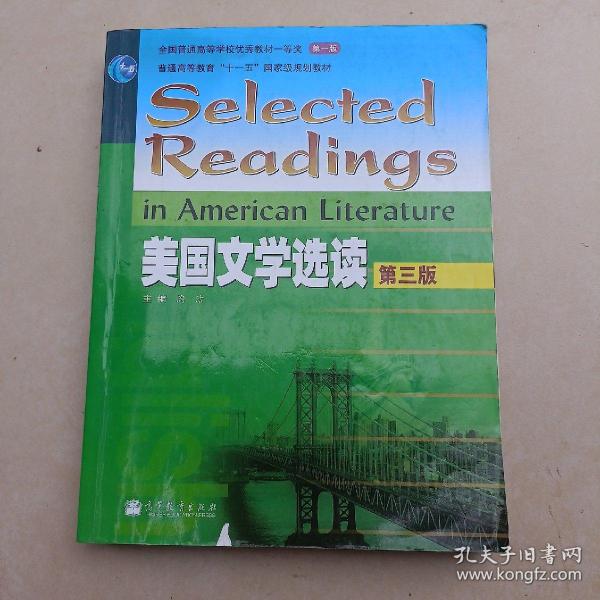 全国普通高等学校优秀教材一等奖 第一版
普通高等教育“十一五”国家级规划教材
Selected
Readings
in American Literature
美国文学选读 第三版
主编
高等教育出版社
孔夫子旧书网
www.kongfz.com